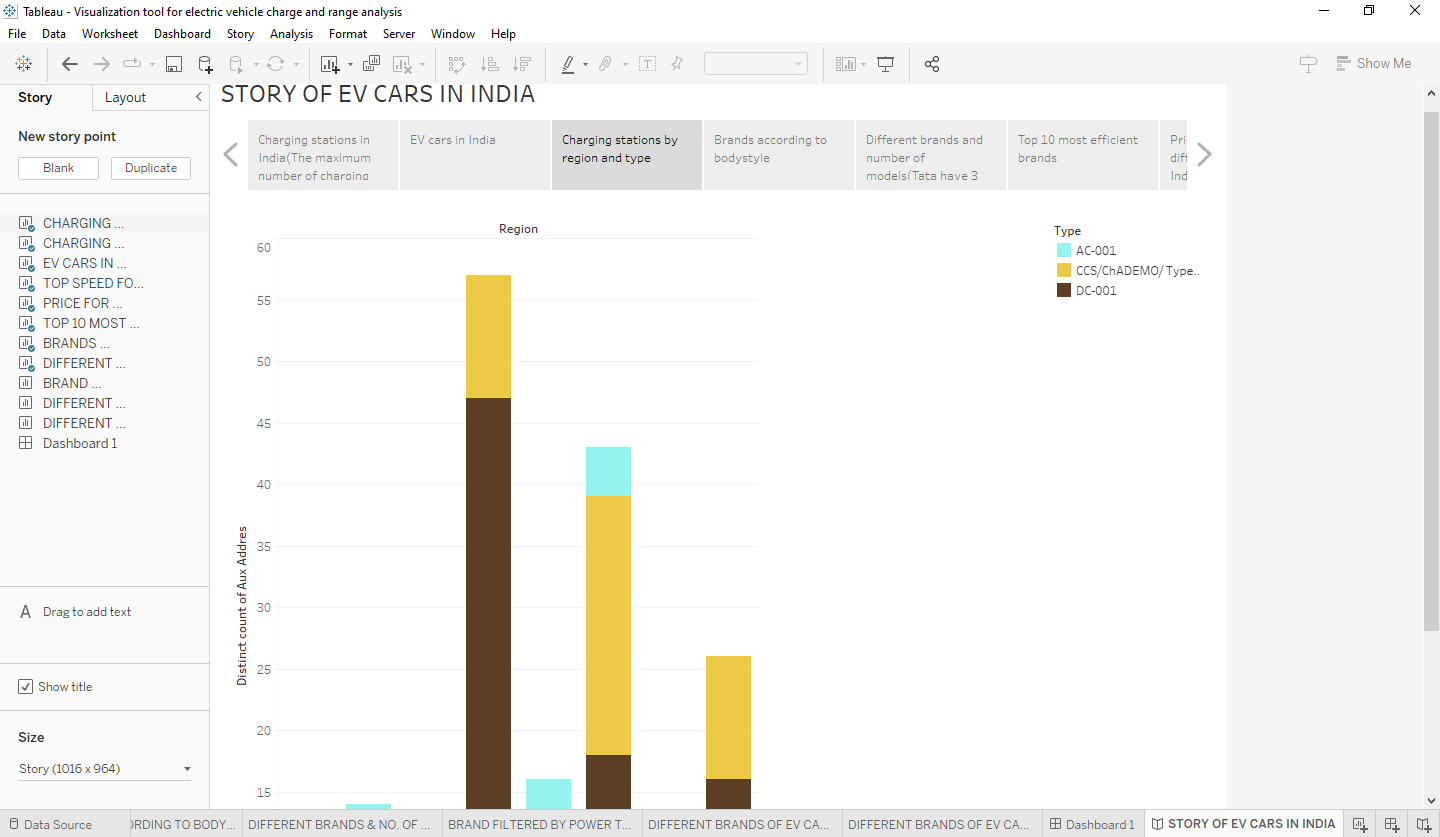 Tableau - Visualization tool for electric vehicle charge and range analysis
File Data Worksheet Dashboard Story Analysis Format Server Window Help
Show Me
Story Layout
New story point
Blank Duplicate
CHARGING ...
CHARGING ...
EV CARS IN ...
TOP SPEED FO...
PRICE FOR ...
TOP 10 MOST ...
BRANDS ...
DIFFERENT ...
BRAND ...
DIFFERENT ...
DIFFERENT ...
Dashboard 1
A Drag to add text
Show title
Size
Story (1016 x 964)
STORY OF EV CARS IN INDIA
Charging stations in
India(The maximum
number of charging
EV cars in India
Charging stations by
region and type
Brands according to
bodystyle
Different brands and
number of
models(Tata have 3
Top 10 most efficient
brands
Pri
diff
Ind
Region
60
55
50
45
40
35
30
25
20
15
Distinct count of Aux Addres
Type
AC-001
CCS/ChADEMO/ Type..
DC-001
Data Source ORDING TO BODY... DIFFERENT BRANDS & NO. OF ... BRAND FILTERED BY POWER T... DIFFERENT BRANDS OF EV CA... DIFFERENT BRANDS OF EV CA... Dashboard 1 STORY OF EV CARS IN INDIA